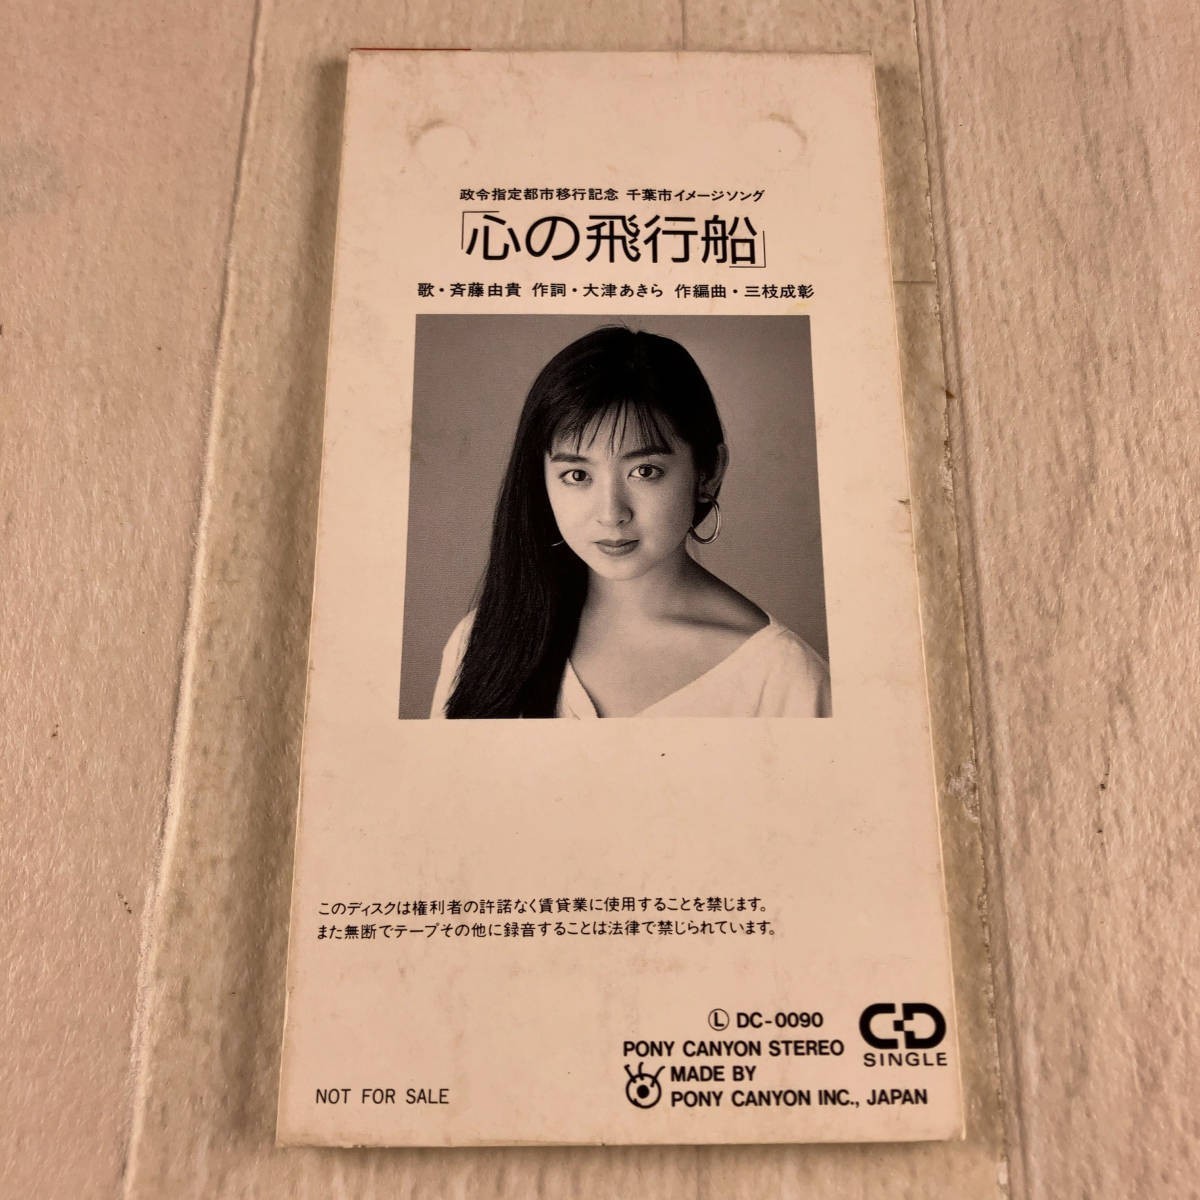 政令指定都市移行記念 千葉市イメージソング
「心の飛行船」
歌・斉藤由貴 作詞・大津あきら 作編曲・三枝成彰
このディスクは権利者の許諾なく賃貸業に使用することを禁じます。
また無断でテープその他に録音することは法律で禁じられています。
Ⓛ DC-0090
PONY CANYON STEREO
MADE BY
PONY CANYON INC., JAPAN
CD
SINGLE
NOT FOR SALE